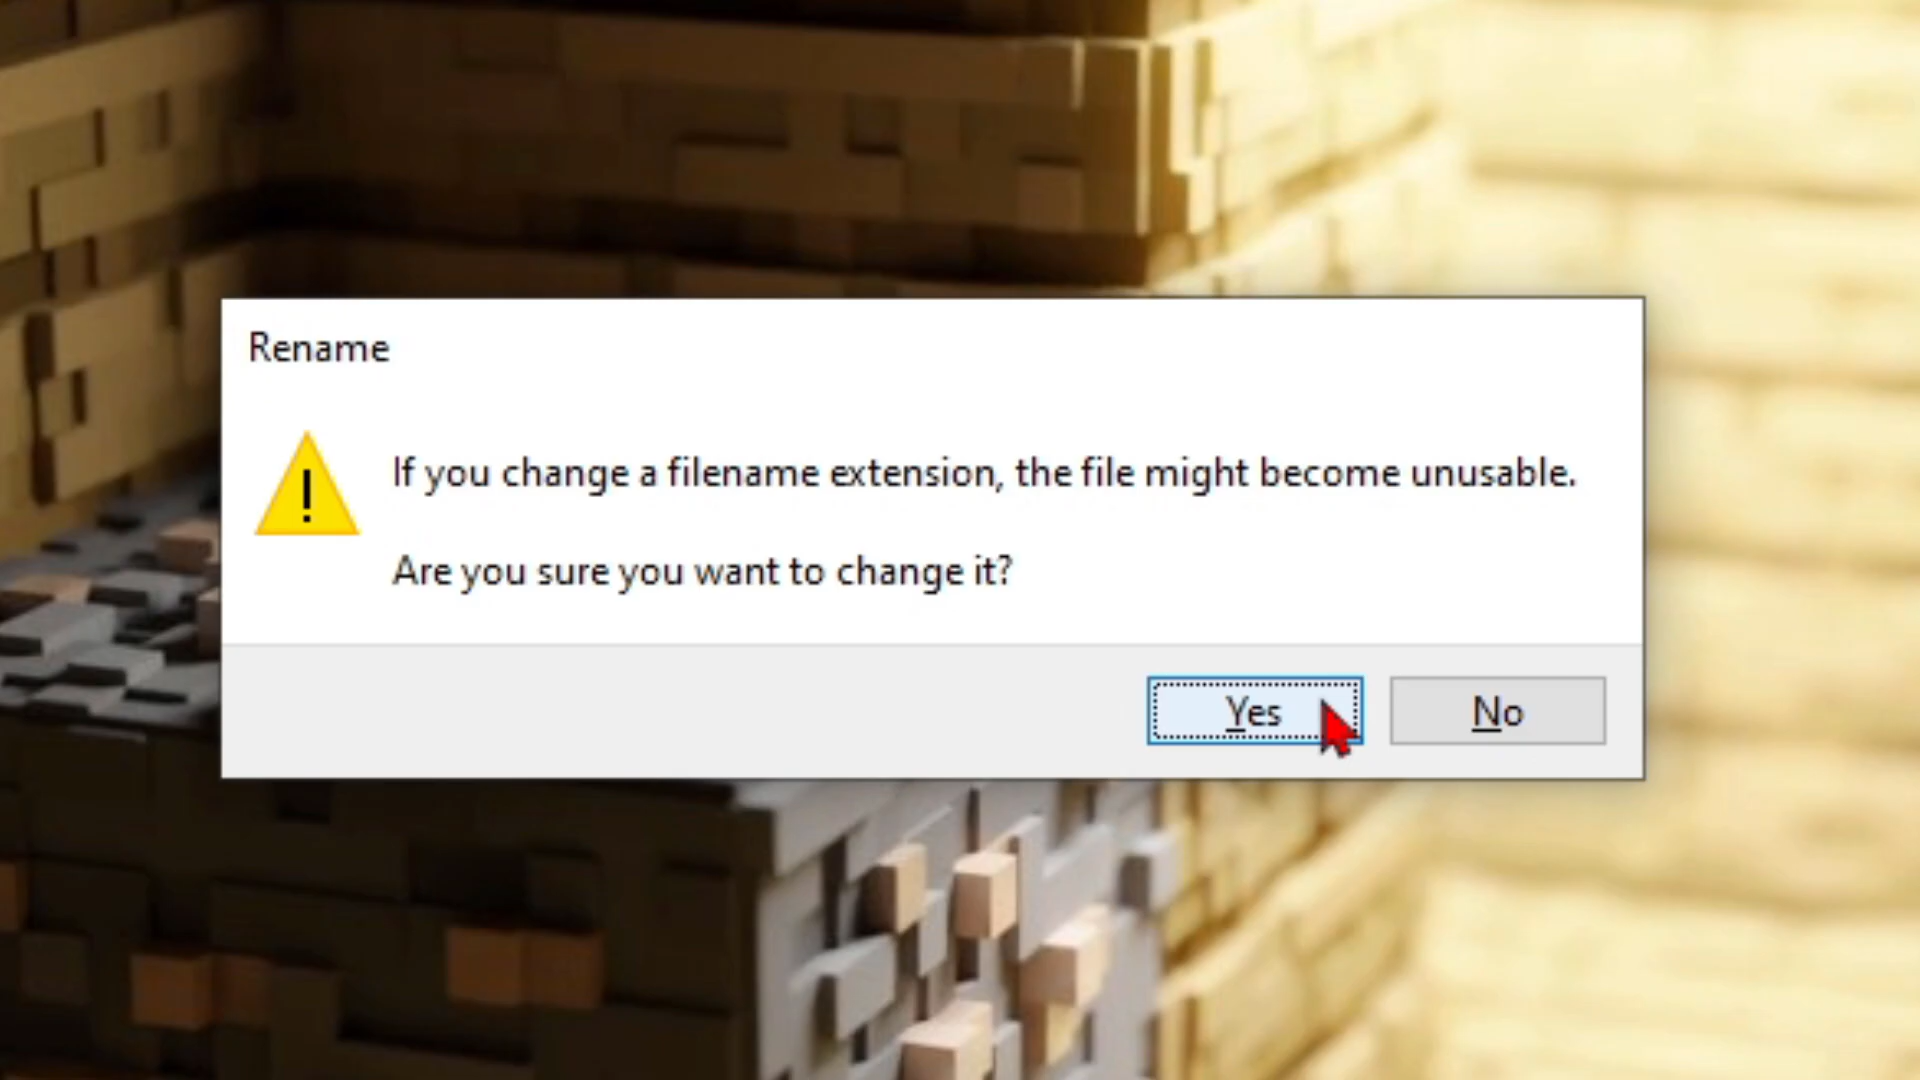 Rename
If you change a filename extension, the file might become unusable.
Are you sure you want to change it?
Yes
No